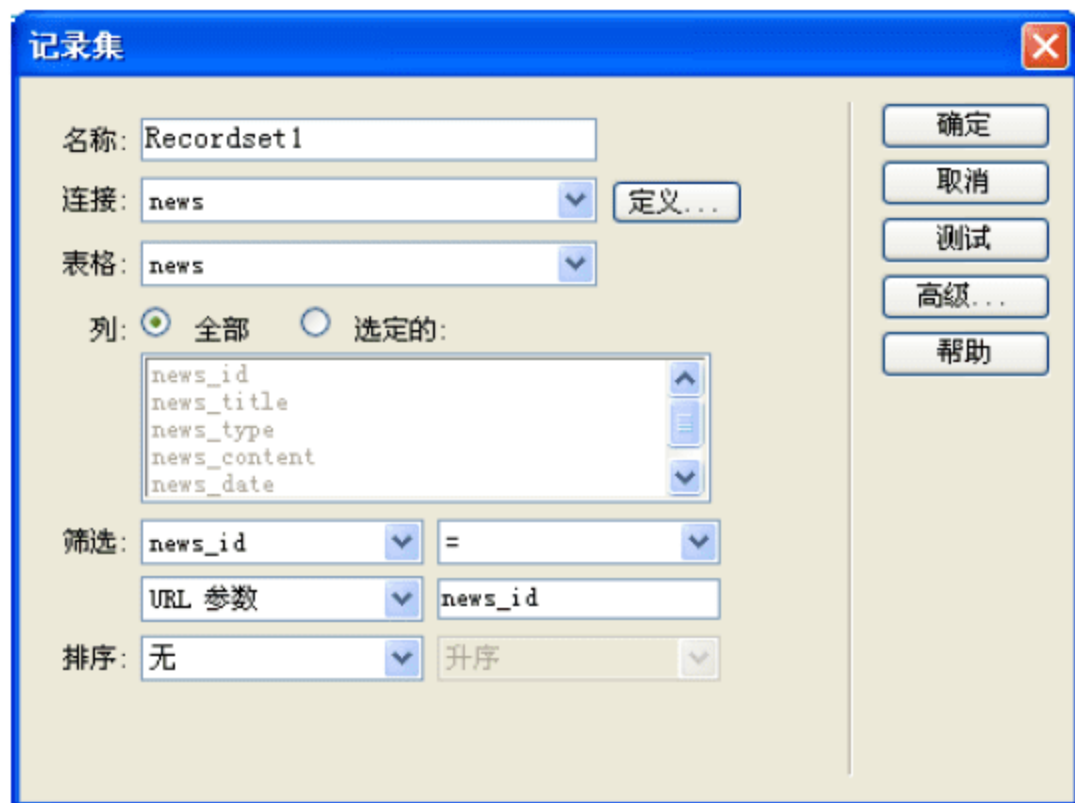 记录集
名称: Recordset1
连接: news 定义...
表格: news
列: 全部 选定的:
news_id
news_title
news_type
news_content
news_date
筛选: news_id =
URL 参数 news_id
排序: 无 升序
确定
取消
测试
高级...
帮助